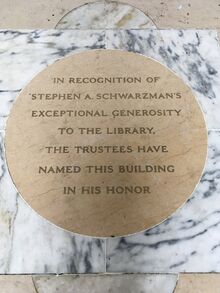 IN RECOGNITION OF
STEPHEN A. SCHWARZMAN'S
EXCEPTIONAL GENEROSITY
TO THE LIBRARY,
THE TRUSTEES HAVE
NAMED THIS BUILDING
IN HIS HONOR